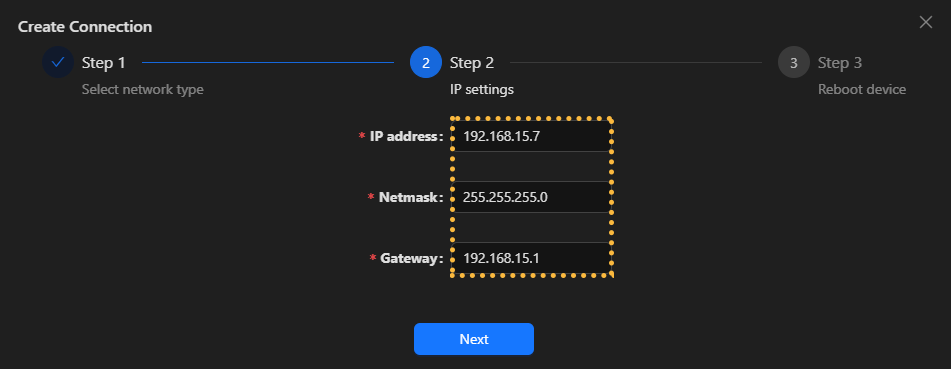 Create Connection
Step 1
Select network type
2
Step 2
IP settings
3
Step 3
Reboot device
* IP address: 192.168.15.7
* Netmask: 255.255.255.0
* Gateway: 192.168.15.1
Next